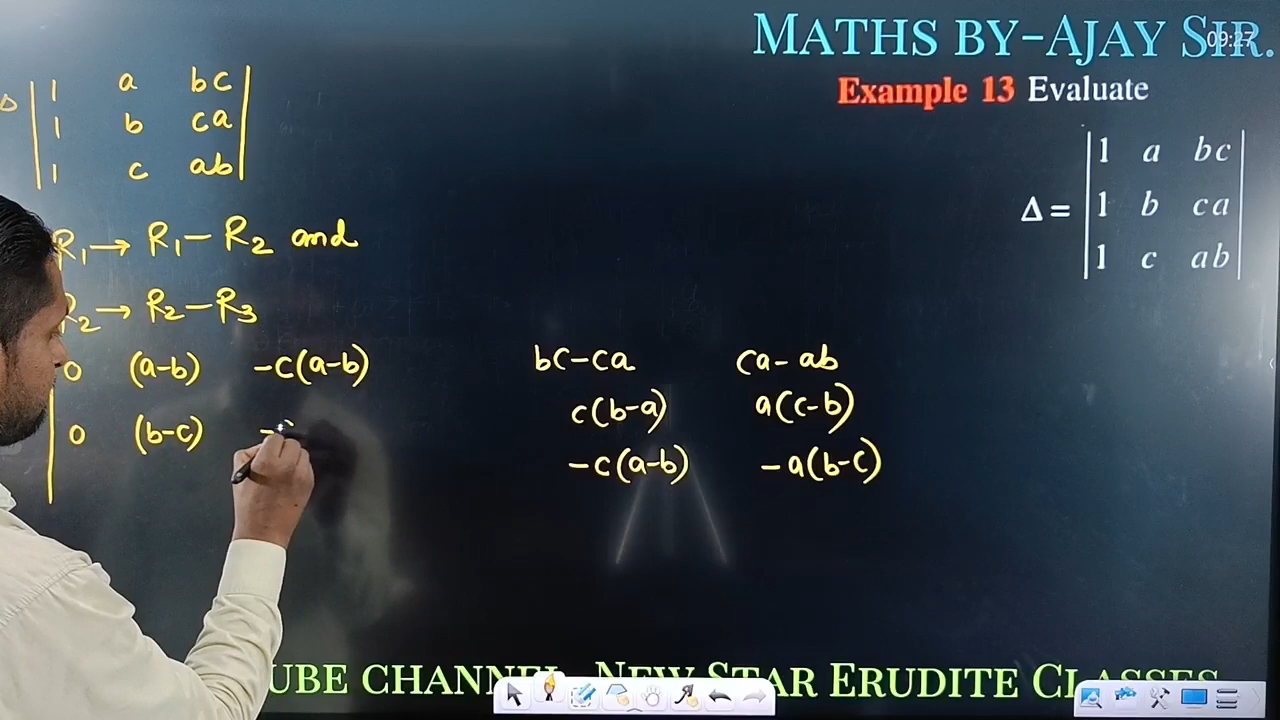 MATHS BY-AJAY SIR.
09:27
Example 13 Evaluate
Δ = | 1 a bc |
| 1 b ca |
| 1 c ab |
Δ | 1 a bc |
| 1 b ca |
| 1 c ab |
R₁ → R₁ − R₂ and
R₂ → R₂ − R₃
0 (a-b) -c(a-b)
0 (b-c) -
bc-ca
c(b-a)
-c(a-b)
ca-ab
a(c-b)
-a(b-c)
UBE CHANNEL NEW STAR ERUDITE CLASSES